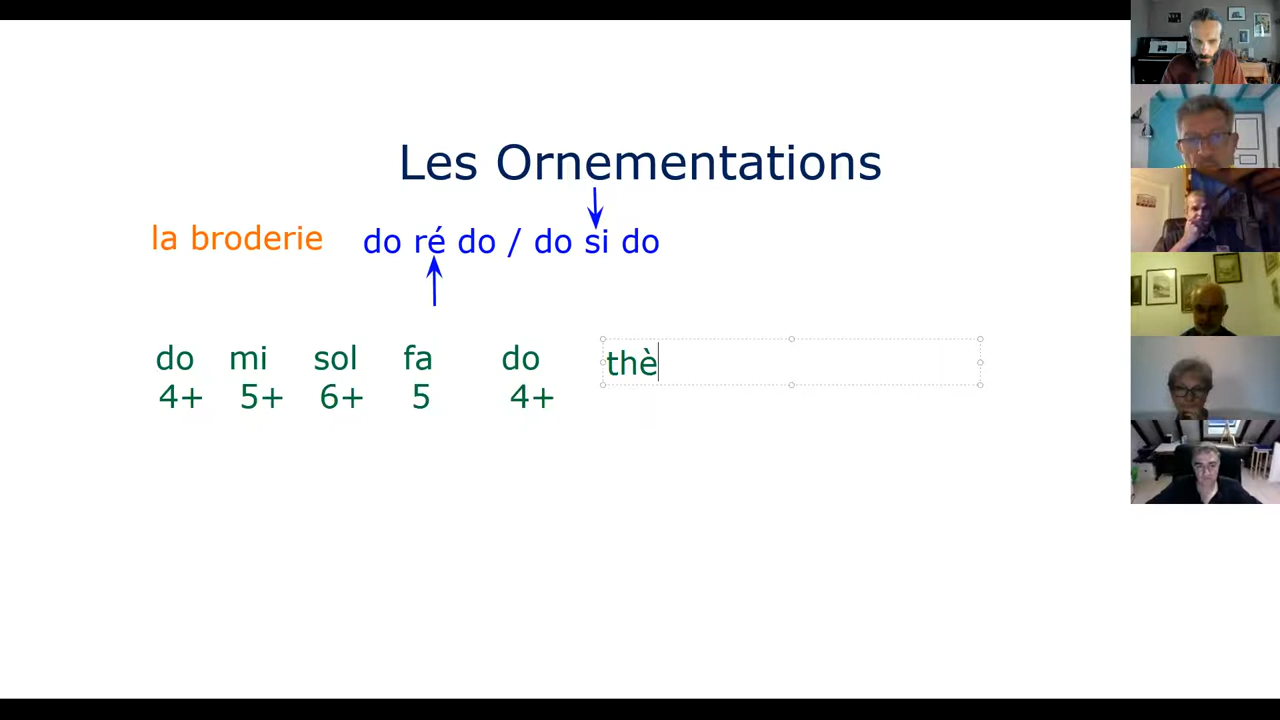 Les Ornementations
la broderie do ré do / do si do
do mi sol fa do thè
4+ 5+ 6+ 5 4+